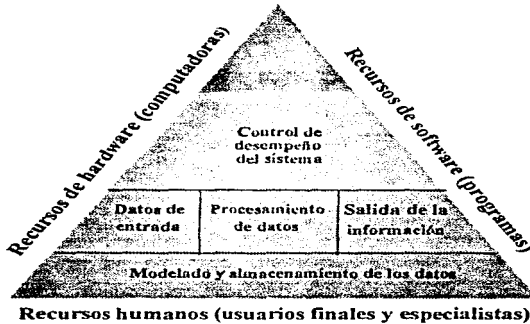 Recursos de hardware (computadoras)
Recursos de software (programas)
Control de
desempeño
del sistema
Datos de
entrada
Procesamiento
de datos
Salida de la
información
Modelado y almacenamiento de los datos
Recursos humanos (usuarios finales y especialistas)